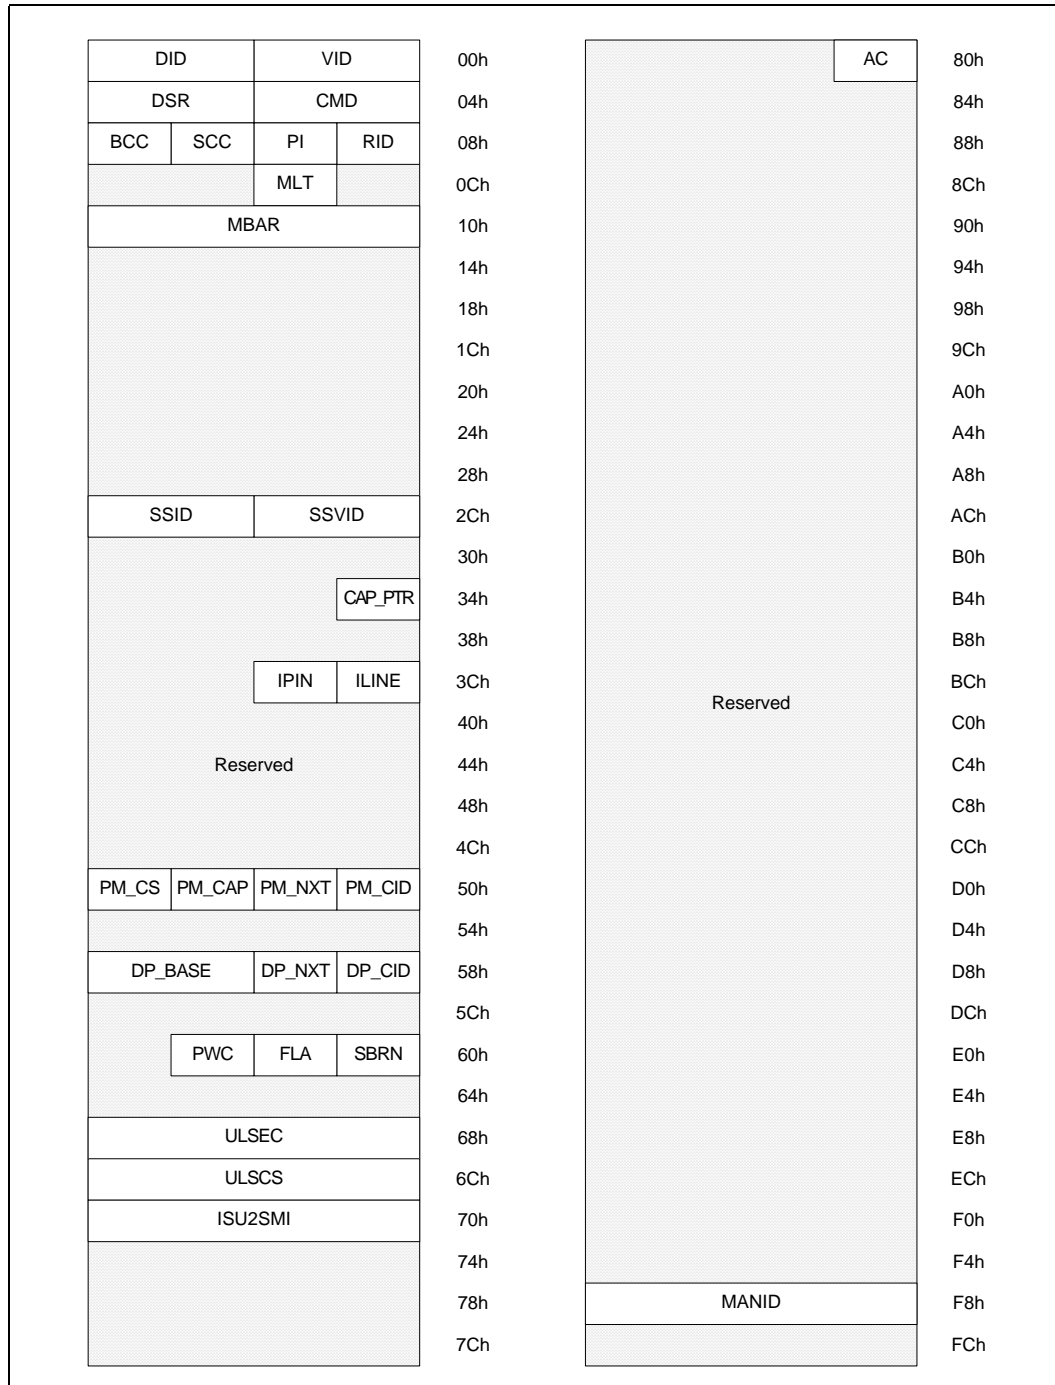 DID VID 00h
DSR CMD 04h
BCC SCC PI RID 08h
MLT 0Ch
MBAR 10h
14h
18h
1Ch
20h
24h
28h
SSID SSVID 2Ch
30h
CAP_PTR 34h
38h
IPIN ILINE 3Ch
40h
Reserved 44h
48h
4Ch
PM_CS PM_CAP PM_NXT PM_CID 50h
54h
DP_BASE DP_NXT DP_CID 58h
5Ch
PWC FLA SBRN 60h
64h
ULSEC 68h
ULSCS 6Ch
ISU2SMI 70h
74h
78h
7Ch
AC 80h
84h
88h
8Ch
90h
94h
98h
9Ch
A0h
A4h
A8h
ACh
B0h
B4h
B8h
BCh
Reserved
C0h
C4h
C8h
CCh
D0h
D4h
D8h
DCh
E0h
E4h
E8h
ECh
F0h
F4h
MANID F8h
FCh